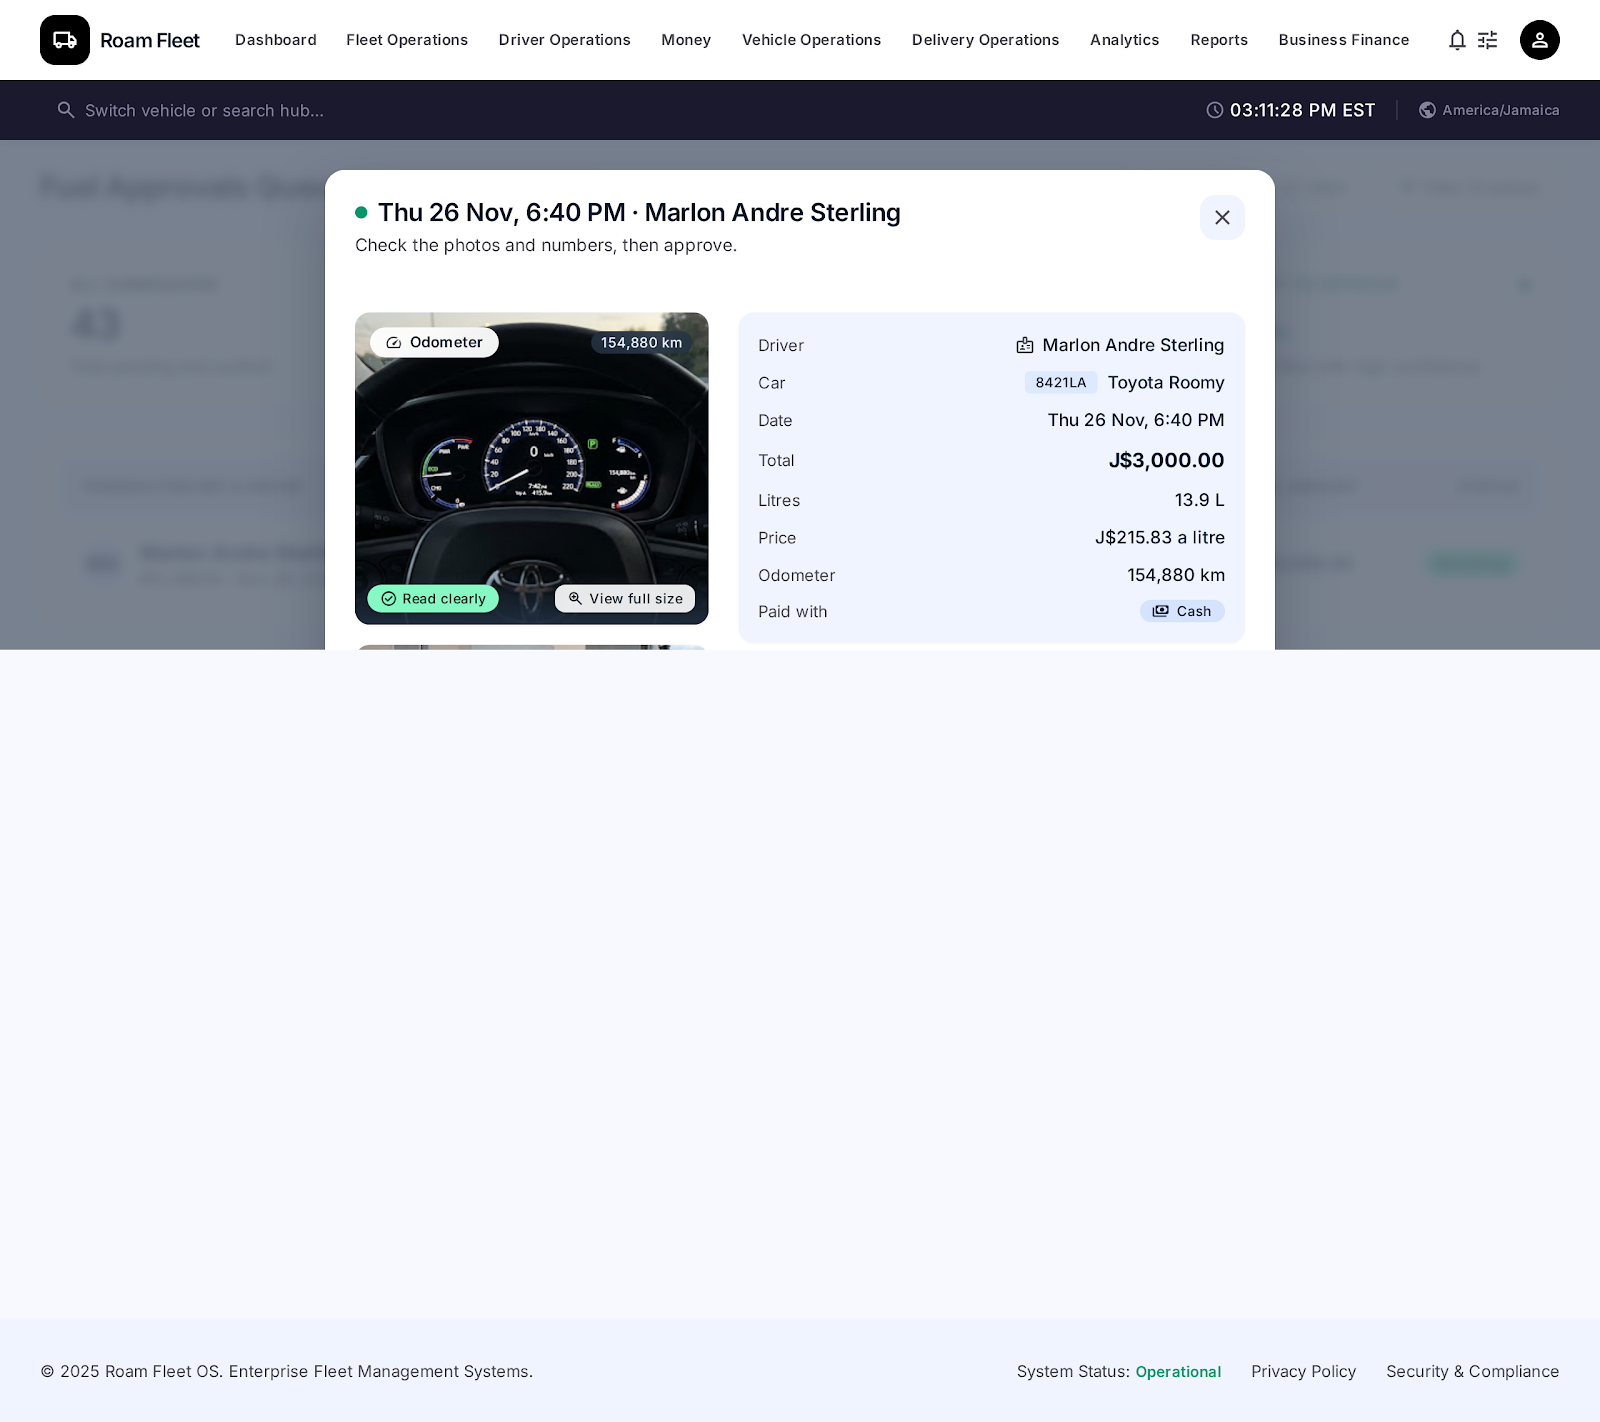 Roam Fleet Dashboard Fleet Operations Driver Operations Money Vehicle Operations Delivery Operations Analytics Reports Business Finance
Switch vehicle or search hub... 03:11:28 PM EST America/Jamaica
Fuel Approvals
43
Thu 26 Nov, 6:40 PM · Marlon Andre Sterling
Check the photos and numbers, then approve.
Odometer 154,880 km
Read clearly View full size
Driver Marlon Andre Sterling
Car 8421LA Toyota Roomy
Date Thu 26 Nov, 6:40 PM
Total J$3,000.00
Litres 13.9 L
Price J$215.83 a litre
Odometer 154,880 km
Paid with Cash
© 2025 Roam Fleet OS. Enterprise Fleet Management Systems. System Status: Operational Privacy Policy Security & Compliance